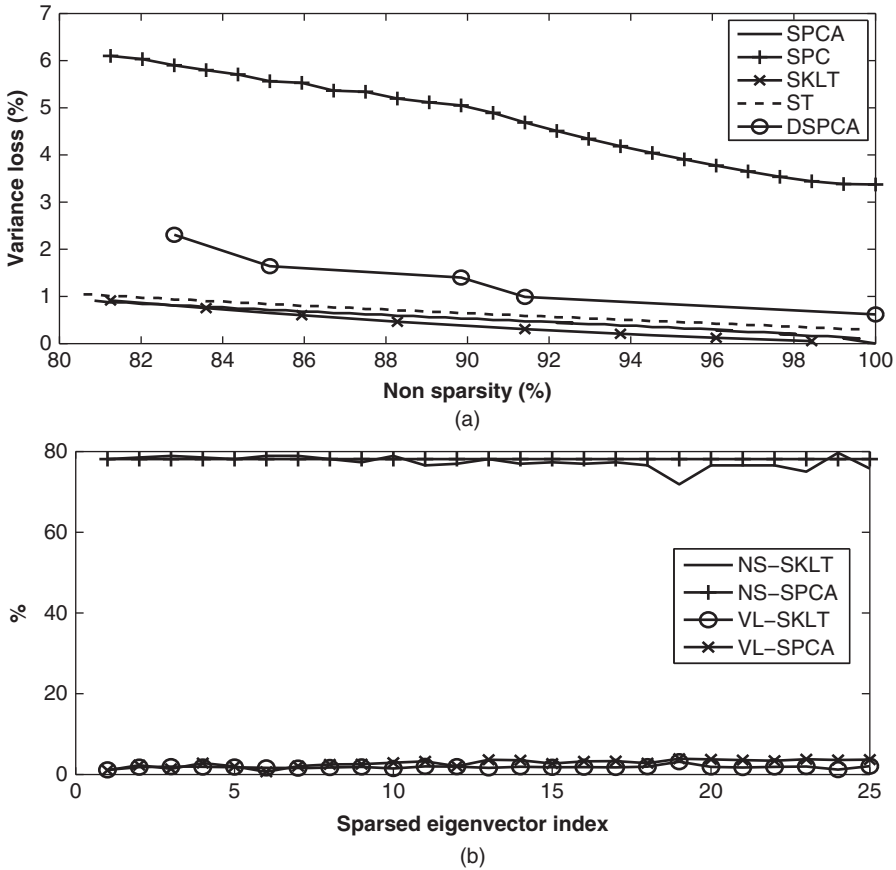 7
6
5
4
3
2
1
0
Variance loss (%)
SPCA
SPC
SKLT
ST
DSPCA
80 82 84 86 88 90 92 94 96 98 100
Non sparsity (%)
(a)
80
60
40
20
0
%
NS−SKLT
NS−SPCA
VL−SKLT
VL−SPCA
0 5 10 15 20 25
Sparsed eigenvector index
(b)